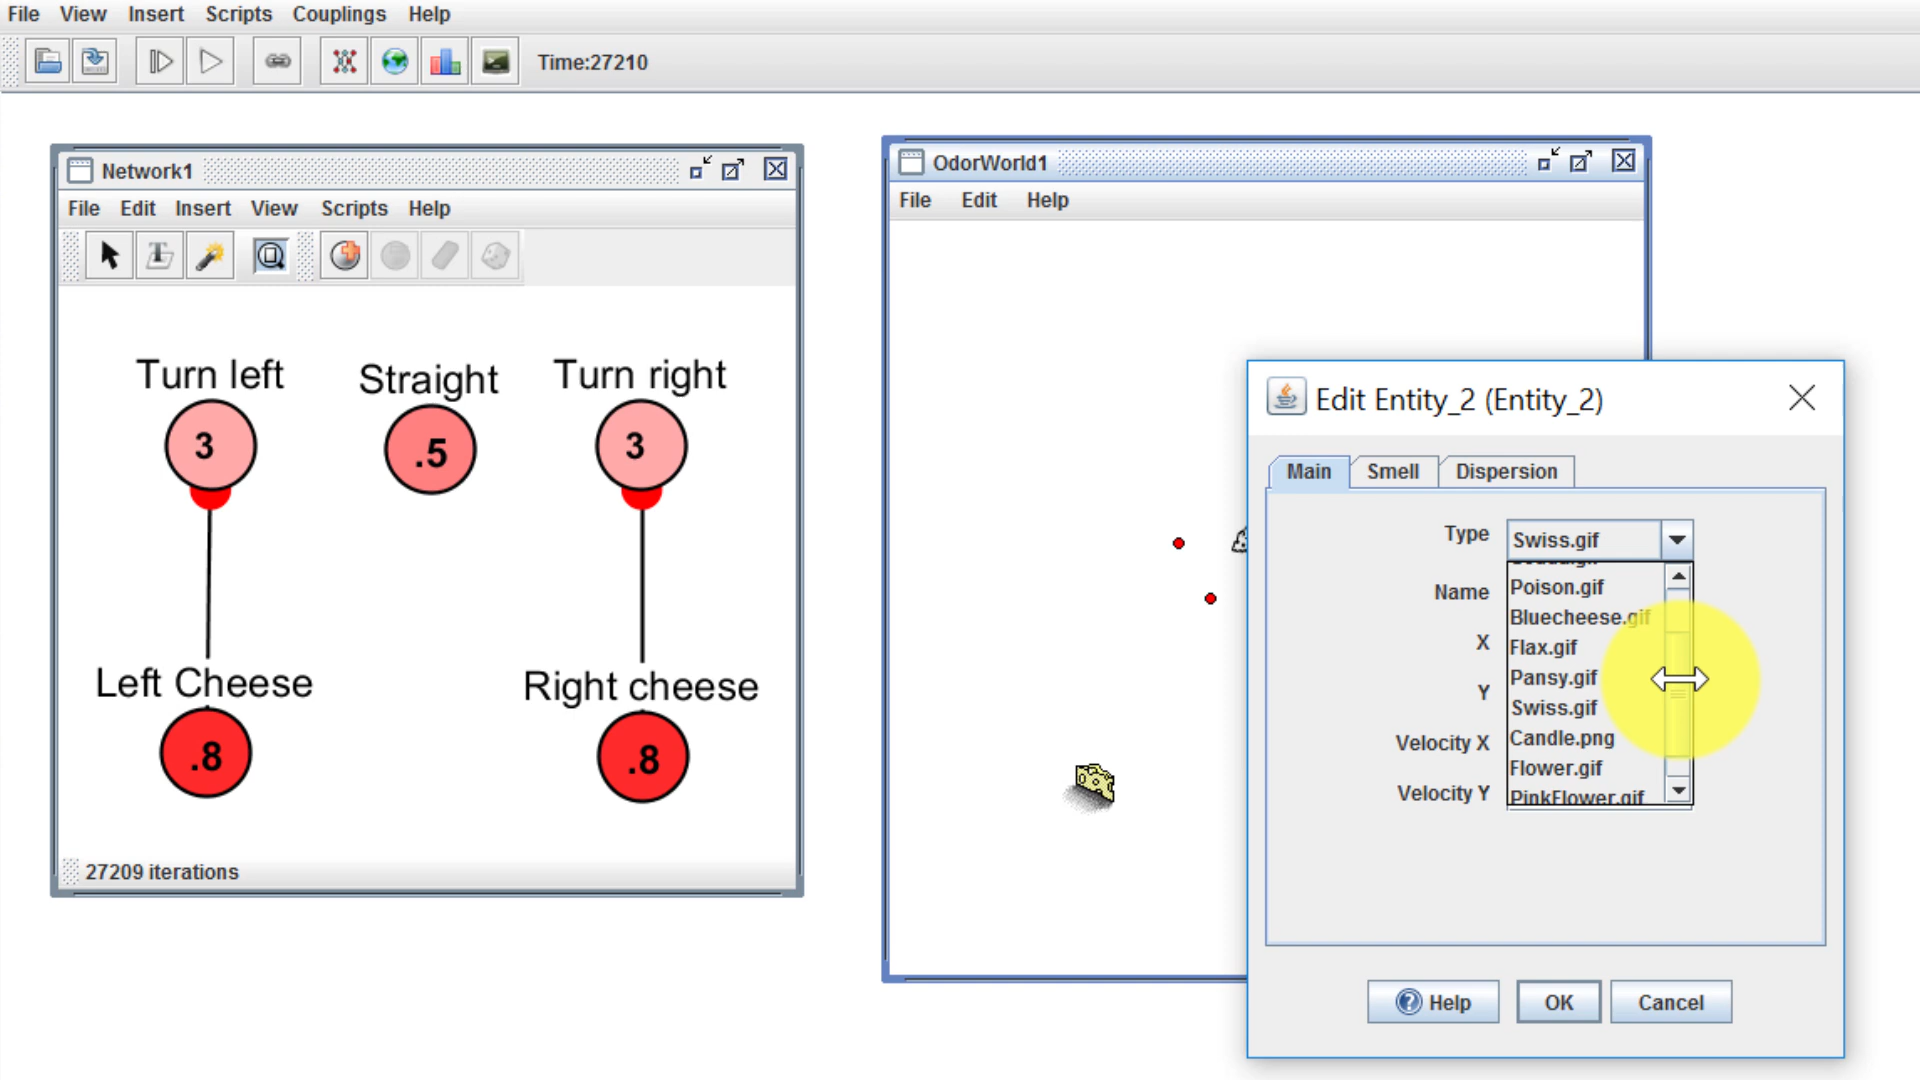 File View Insert Scripts Couplings Help
Time:27210
Network1
File Edit Insert View Scripts Help
Turn left
Straight
Turn right
3
.5
3
Left Cheese
Right cheese
.8
.8
27209 iterations
OdorWorld1
File Edit Help
Edit Entity_2 (Entity_2)
Main Smell Dispersion
Type
Swiss.gif
Name
X
Y
Velocity X
Velocity Y
Poison.gif
Bluecheese.gif
Flax.gif
Pansy.gif
Swiss.gif
Candle.png
Flower.gif
PinkFlower.gif
Help OK Cancel